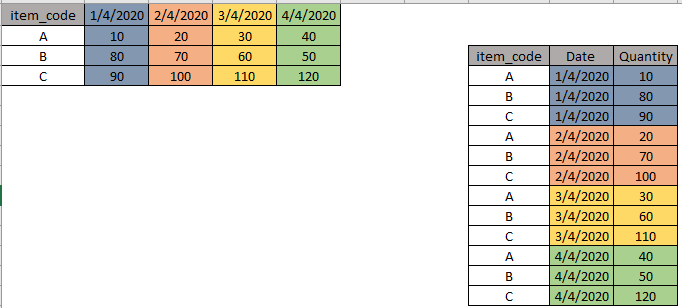 item_code 1/4/2020 2/4/2020 3/4/2020 4/4/2020
A 10 20 30 40
B 80 70 60 50
C 90 100 110 120
item_code Date Quantity
A 1/4/2020 10
B 1/4/2020 80
C 1/4/2020 90
A 2/4/2020 20
B 2/4/2020 70
C 2/4/2020 100
A 3/4/2020 30
B 3/4/2020 60
C 3/4/2020 110
A 4/4/2020 40
B 4/4/2020 50
C 4/4/2020 120